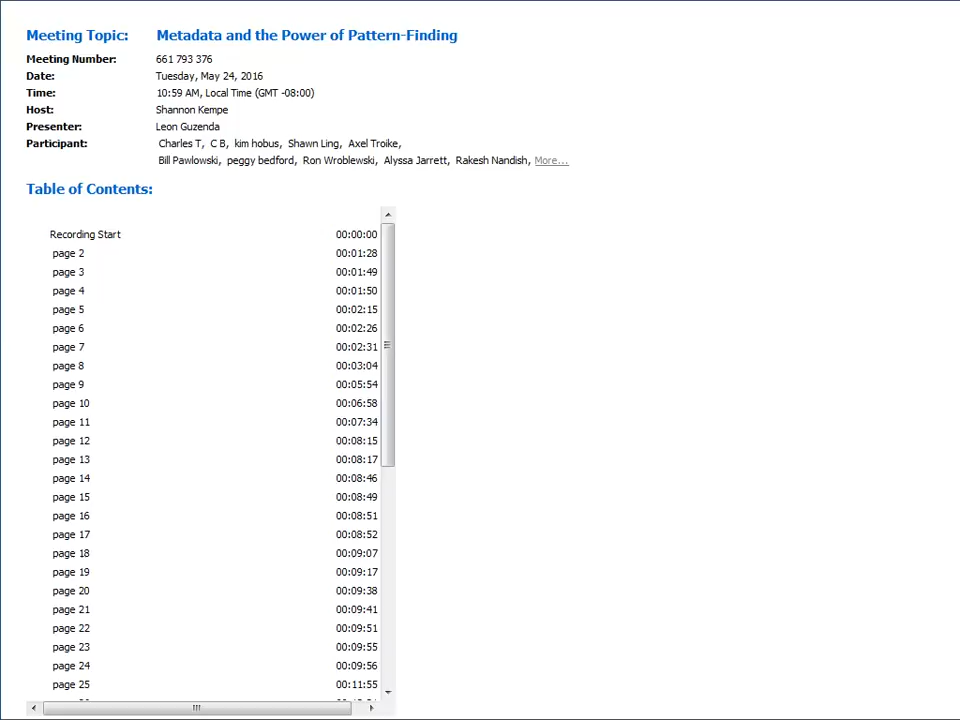 Meeting Topic: Metadata and the Power of Pattern-Finding
Meeting Number: 661 793 376
Date: Tuesday, May 24, 2016
Time: 10:59 AM, Local Time (GMT -08:00)
Host: Shannon Kempe
Presenter: Leon Guzenda
Participant: Charles T, C B, kim hobus, Shawn Ling, Axel Troike,
Bill Pawlowski, peggy bedford, Ron Wroblewski, Alyssa Jarrett, Rakesh Nandish, More...
Table of Contents:
Recording Start 00:00:00
page 2 00:01:28
page 3 00:01:49
page 4 00:01:50
page 5 00:02:15
page 6 00:02:26
page 7 00:02:31
page 8 00:03:04
page 9 00:05:54
page 10 00:06:58
page 11 00:07:34
page 12 00:08:15
page 13 00:08:17
page 14 00:08:46
page 15 00:08:49
page 16 00:08:51
page 17 00:08:52
page 18 00:09:07
page 19 00:09:17
page 20 00:09:38
page 21 00:09:41
page 22 00:09:51
page 23 00:09:55
page 24 00:09:56
page 25 00:11:55